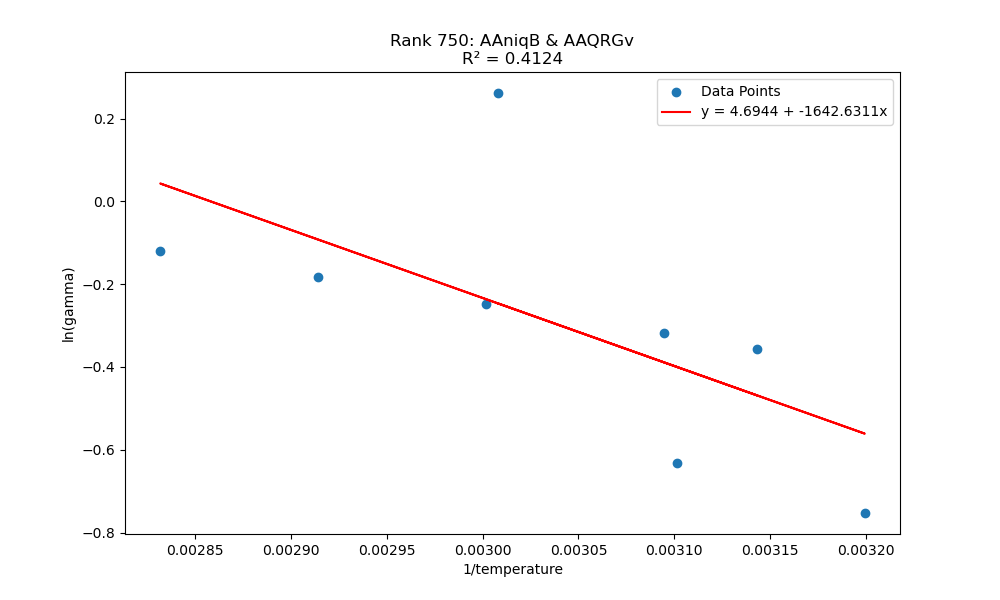 Rank 750: AAniqB & AAQRGv
R² = 0.4124
Data Points
y = 4.6944 + -1642.6311x
0.2
0.0
−0.2
−0.4
−0.6
−0.8
ln(gamma)
0.00285
0.00290
0.00295
0.00300
0.00305
0.00310
0.00315
0.00320
1/temperature